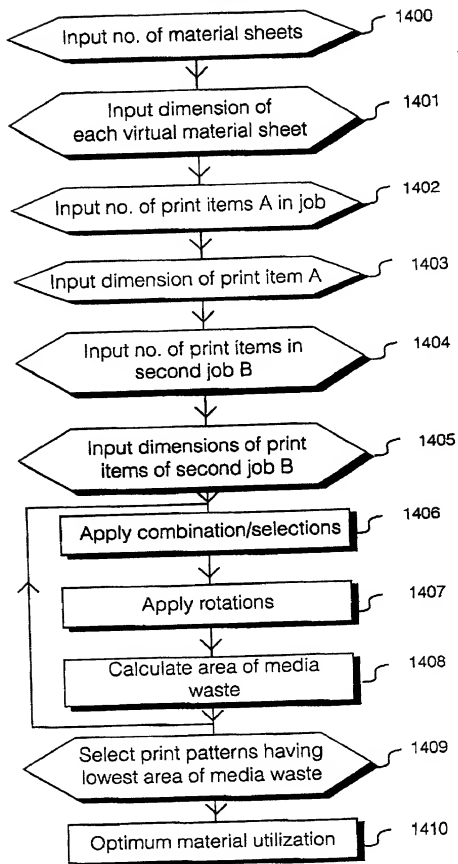 Input no. of material sheets
1400
Input dimension of
each virtual material sheet
1401
Input no. of print items A in job
1402
Input dimension of print item A
1403
Input no. of print items in
second job B
1404
Input dimensions of print
items of second job B
1405
Apply combination/selections
1406
Apply rotations
1407
Calculate area of media
waste
1408
Select print patterns having
lowest area of media waste
1409
Optimum material utilization
1410